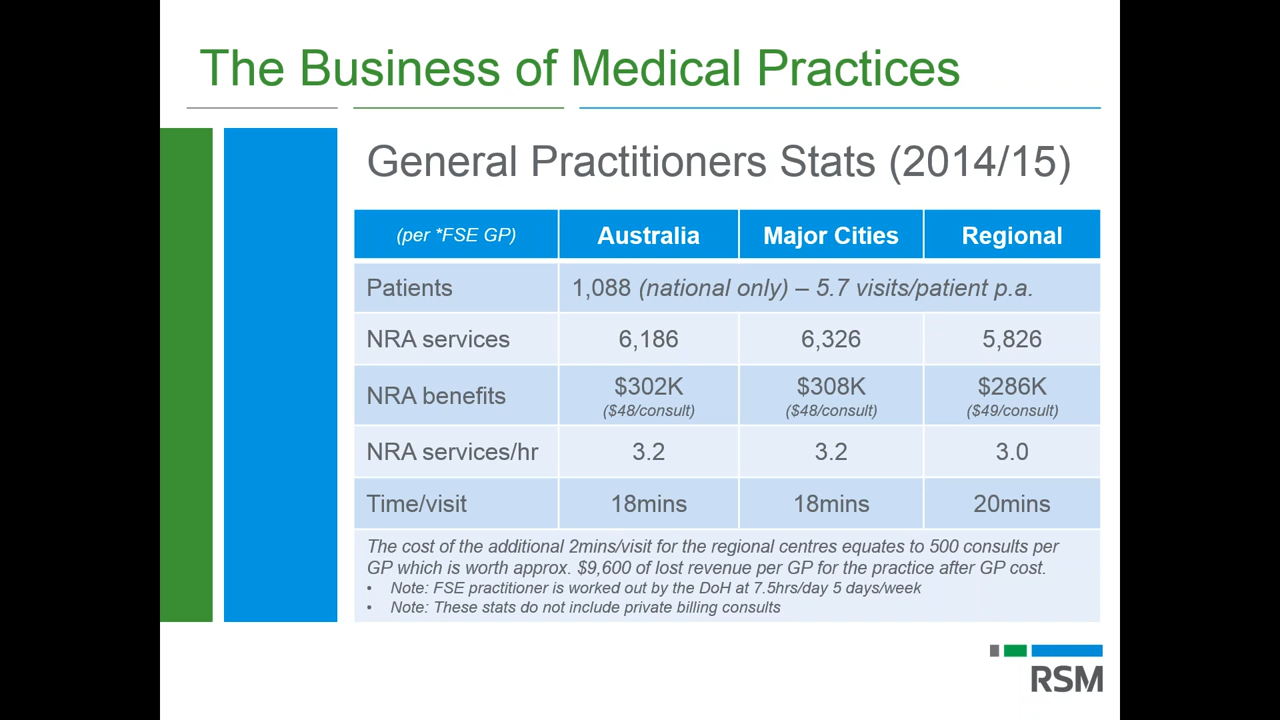 The Business of Medical Practices
General Practitioners Stats (2014/15)
(per *FSE GP) Australia Major Cities Regional
Patients 1,088 (national only) – 5.7 visits/patient p.a.
NRA services 6,186 6,326 5,826
NRA benefits $302K $308K $286K
($48/consult) ($48/consult) ($49/consult)
NRA services/hr 3.2 3.2 3.0
Time/visit 18mins 18mins 20mins
The cost of the additional 2mins/visit for the regional centres equates to 500 consults per
GP which is worth approx. $9,600 of lost revenue per GP for the practice after GP cost.
• Note: FSE practitioner is worked out by the DoH at 7.5hrs/day 5 days/week
• Note: These stats do not include private billing consults
RSM